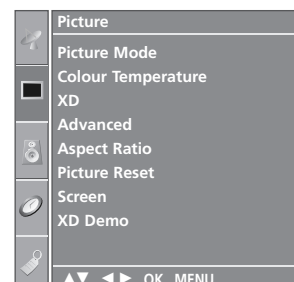 Picture
Picture Mode
Colour Temperature
XD
Advanced
Aspect Ratio
Picture Reset
Screen
XD Demo
▲▼ ◄► OK MENU